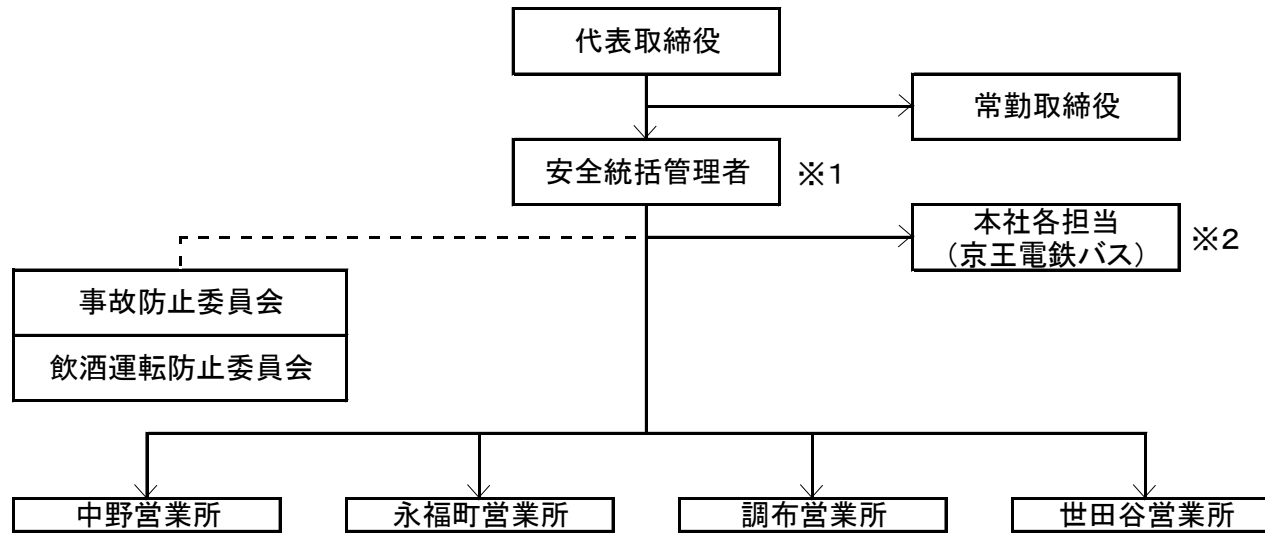 代表取締役
常勤取締役
安全統括管理者 ※1
本社各担当
(京王電鉄バス) ※2
事故防止委員会
飲酒運転防止委員会
中野営業所
永福町営業所
調布営業所
世田谷営業所